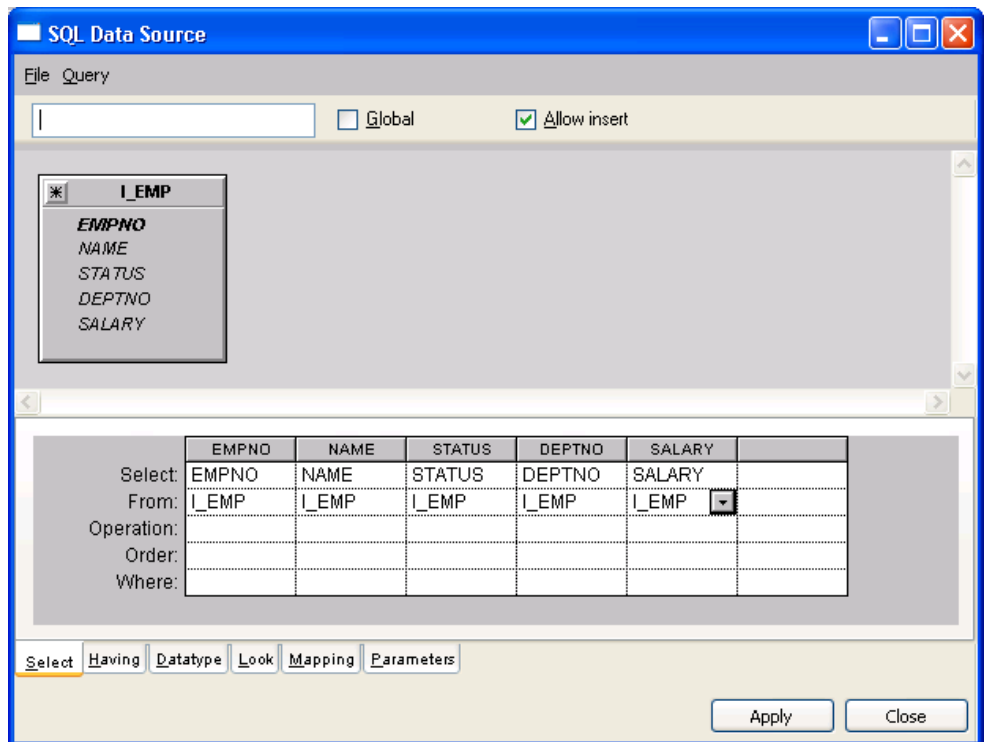 SQL Data Source
File Query
Global Allow insert
I_EMP
EMPNO
NAME
STATUS
DEPTNO
SALARY
EMPNO NAME STATUS DEPTNO SALARY
Select: EMPNO NAME STATUS DEPTNO SALARY
From: I_EMP I_EMP I_EMP I_EMP I_EMP
Operation:
Order:
Where:
Select Having Datatype Look Mapping Parameters
Apply Close